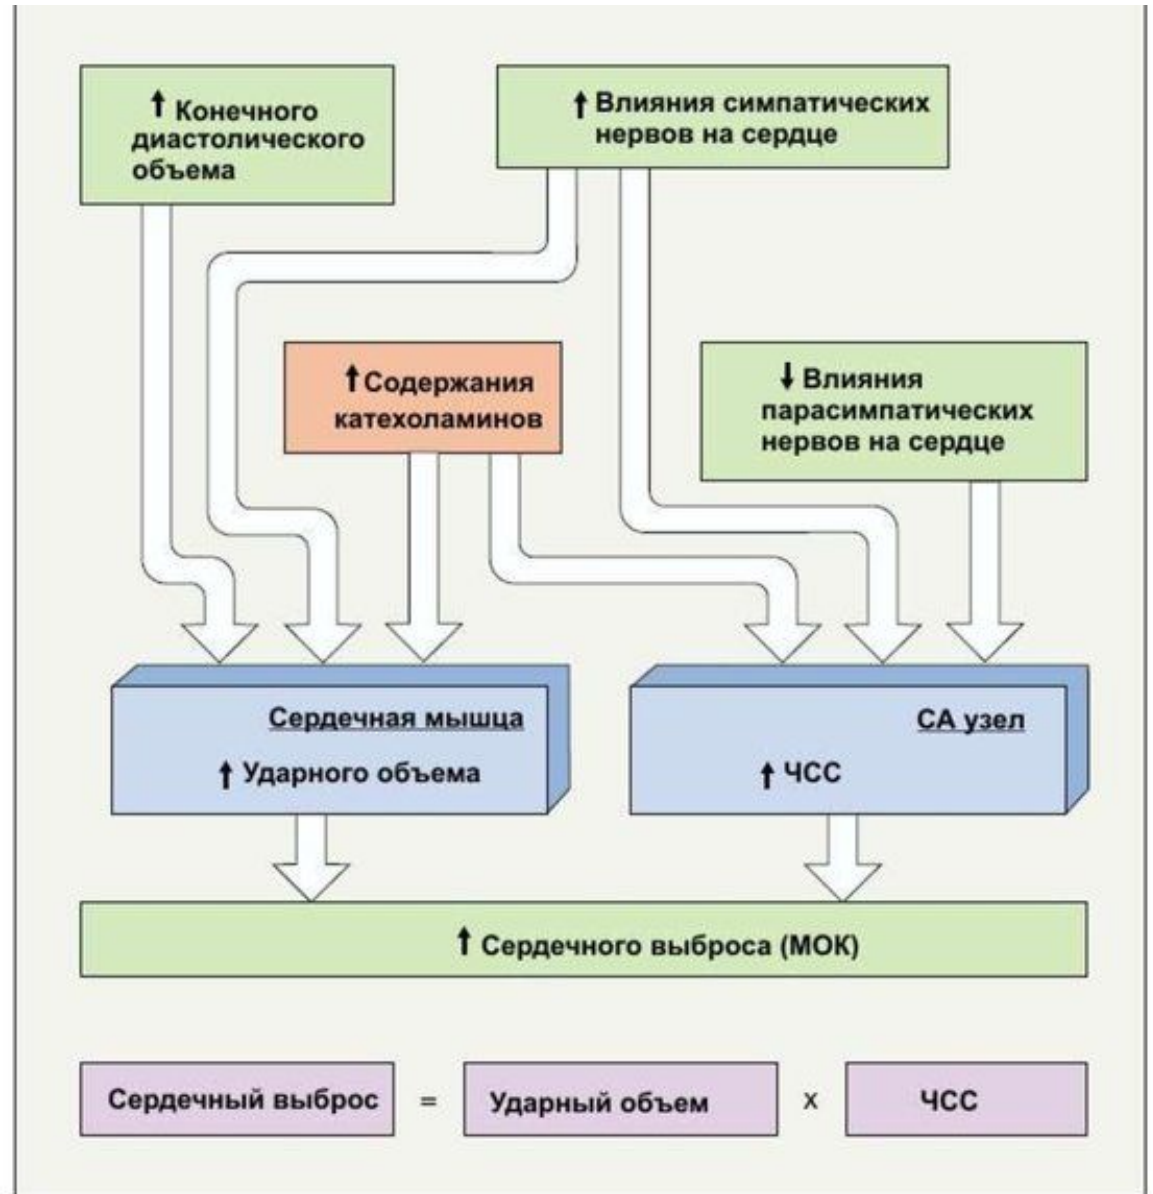 ↑ Конечного
диастолического
объема
↑ Влияния симпатических
нервов на сердце
↑ Содержания
катехоламинов
↓ Влияния
парасимпатических
нервов на сердце
Сердечная мышца
↑ Ударного объема
СА узел
↑ ЧСС
↑ Сердечного выброса (МОК)
Сердечный выброс = Ударный объем x ЧСС